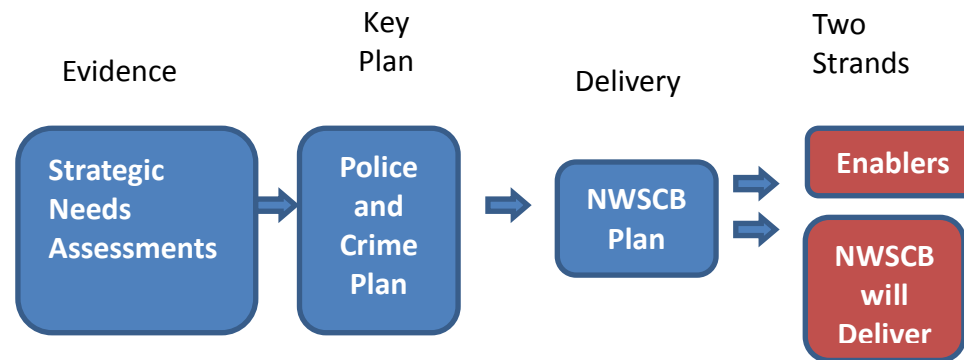 Evidence
Key
Plan
Delivery
Two
Strands
Strategic
Needs
Assessments
Police
and
Crime
Plan
NWSCB
Plan
Enablers
NWSCB
will
Deliver